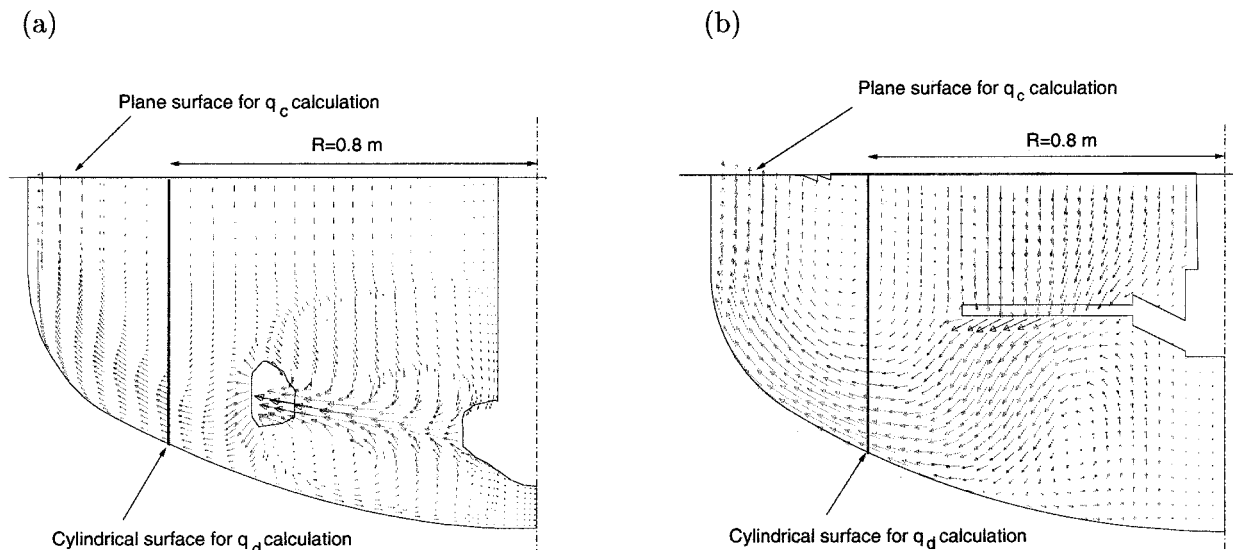 (a)
(b)
Plane surface for q_c calculation
R=0.8 m
Cylindrical surface for q_d calculation
Plane surface for q_c calculation
R=0.8 m
Cylindrical surface for q_d calculation